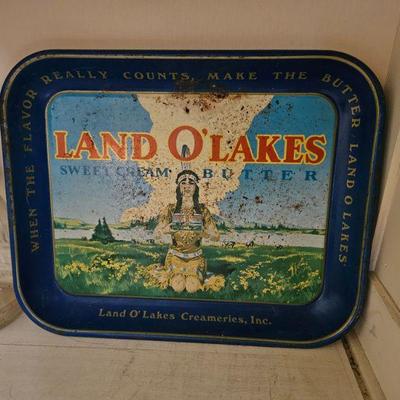 WHEN THE FLAVOR REALLY COUNTS, MAKE THE BUTTER LAND O LAKES
LAND O'LAKES
SWEET CREAM BUTTER
Land O'Lakes Creameries, Inc.